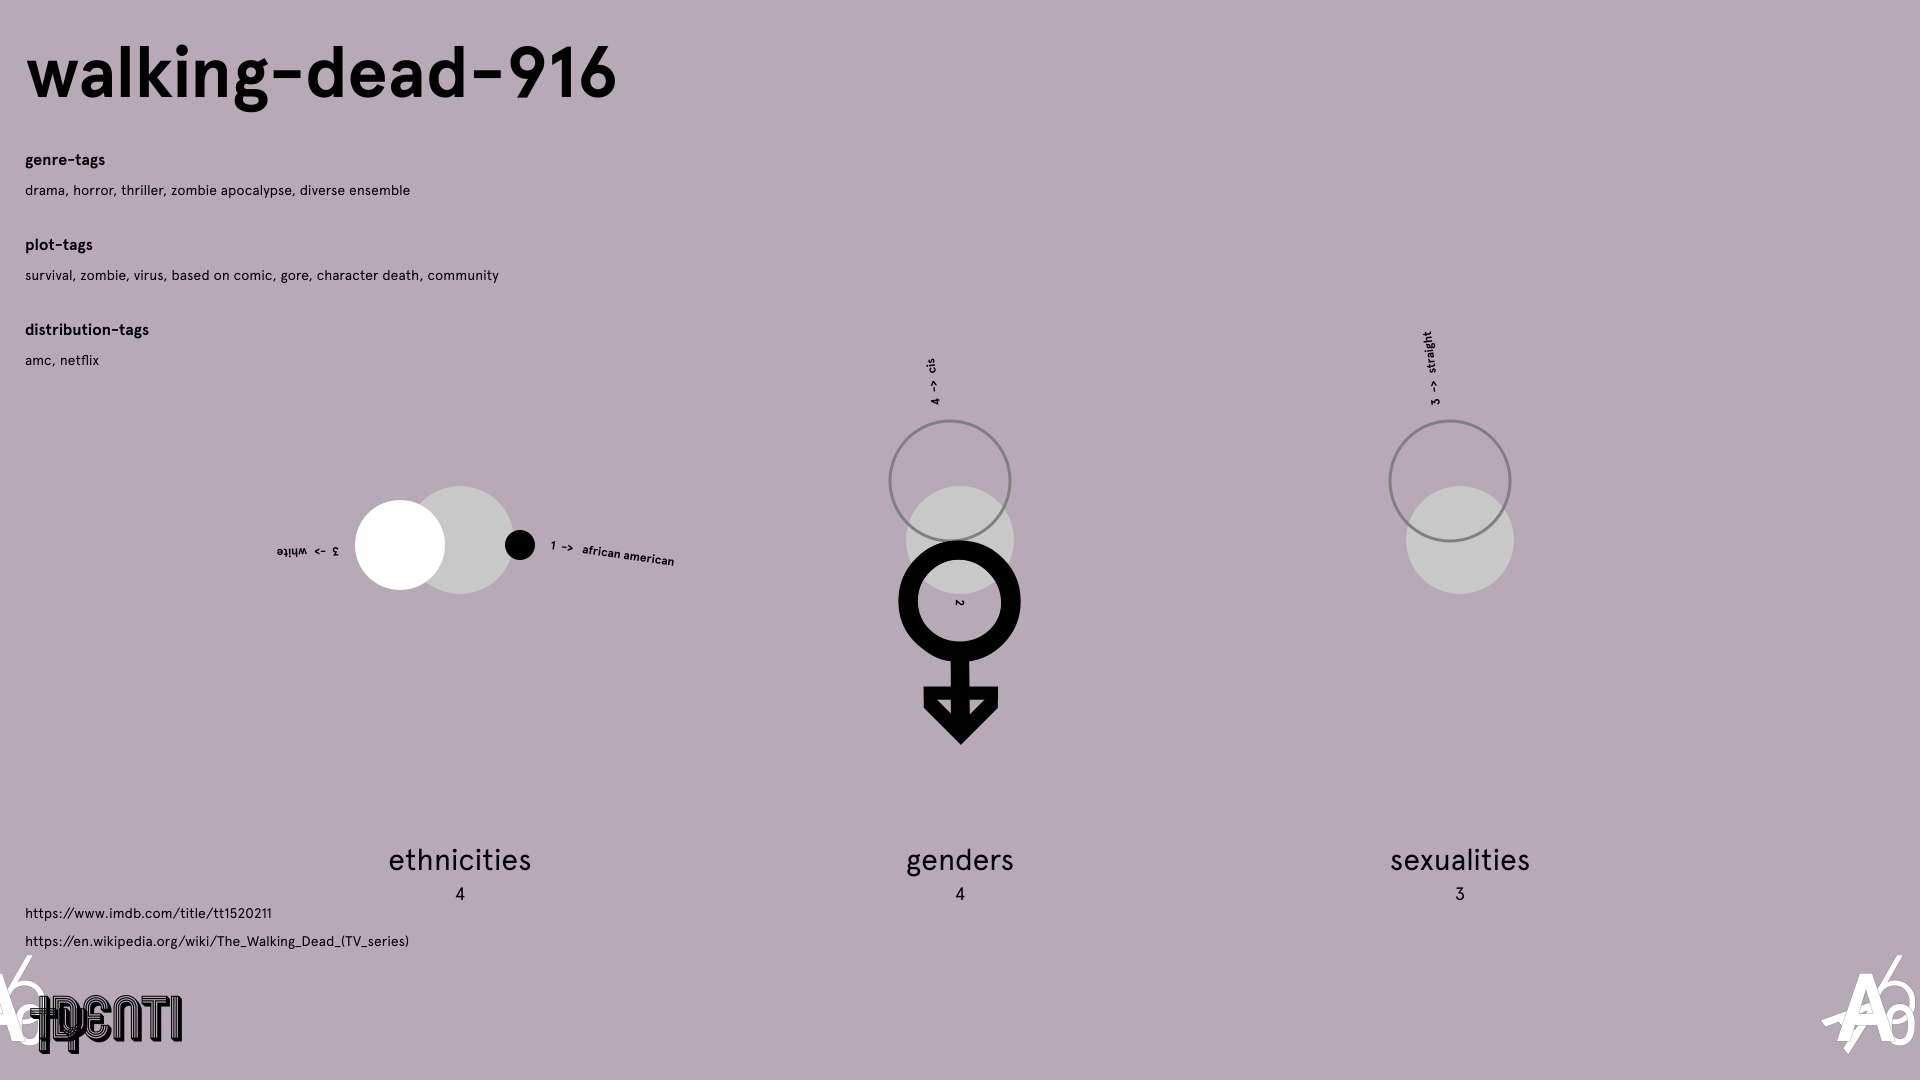 walking-dead-916
genre-tags
drama, horror, thriller, zombie apocalypse, diverse ensemble
plot-tags
survival, zombie, virus, based on comic, gore, character death, community
distribution-tags
amc, netflix
4 -> cis
3 -> straight
3 -> white
1 -> african american
2
ethnicities
4
genders
4
sexualities
3
https://www.imdb.com/title/tt1520211
https://en.wikipedia.org/wiki/The_Walking_Dead_(TV_series)
IDENTI